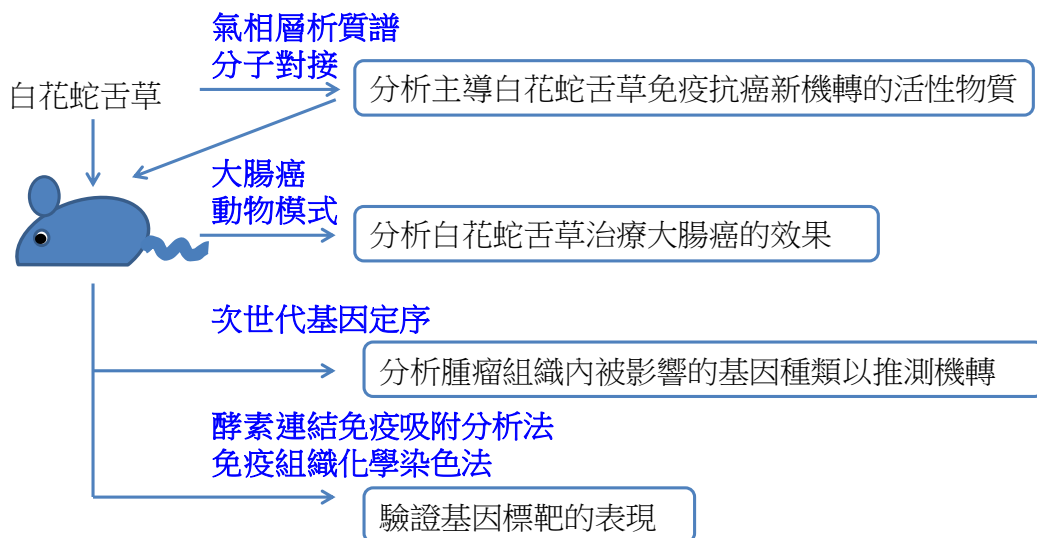 氣相層析質譜
分子對接
白花蛇舌草
分析主導白花蛇舌草免疫抗癌新機轉的活性物質
大腸癌
動物模式
分析白花蛇舌草治療大腸癌的效果
次世代基因定序
分析腫瘤組織內被影響的基因種類以推測機轉
酵素連結免疫吸附分析法
免疫組織化學染色法
驗證基因標靶的表現